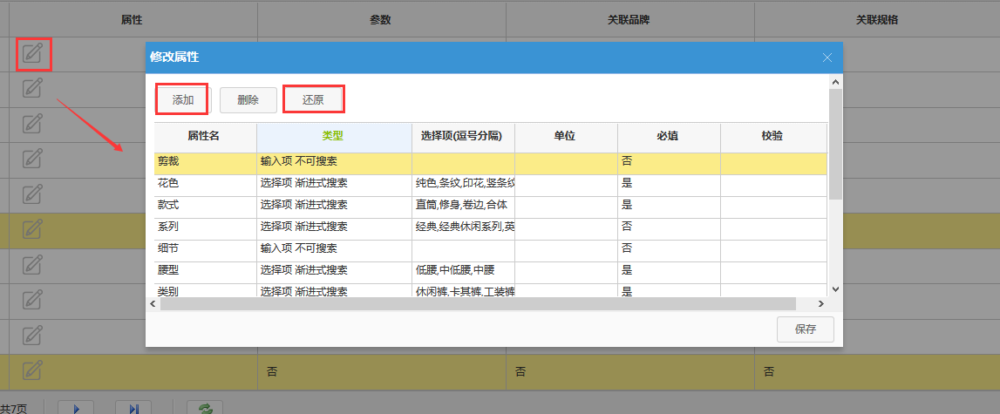 属性 参数 关联品牌 关联规格
修改属性
添加 删除 还原
属性名 类型 选择项(逗号分隔) 单位 必填 校验
剪裁 输入项 不可搜索 否
花色 选择项 渐进式搜索 纯色,条纹,印花,竖条纹 是
款式 选择项 渐进式搜索 直筒,修身,卷边,合体 是
系列 选择项 渐进式搜索 经典,经典休闲系列,英 否
细节 输入项 不可搜索 否
腰型 选择项 渐进式搜索 低腰,中低腰,中腰 是
类别 选择项 渐进式搜索 休闲裤,卡其裤,工装裤 是
保存
否 否 否
共7页